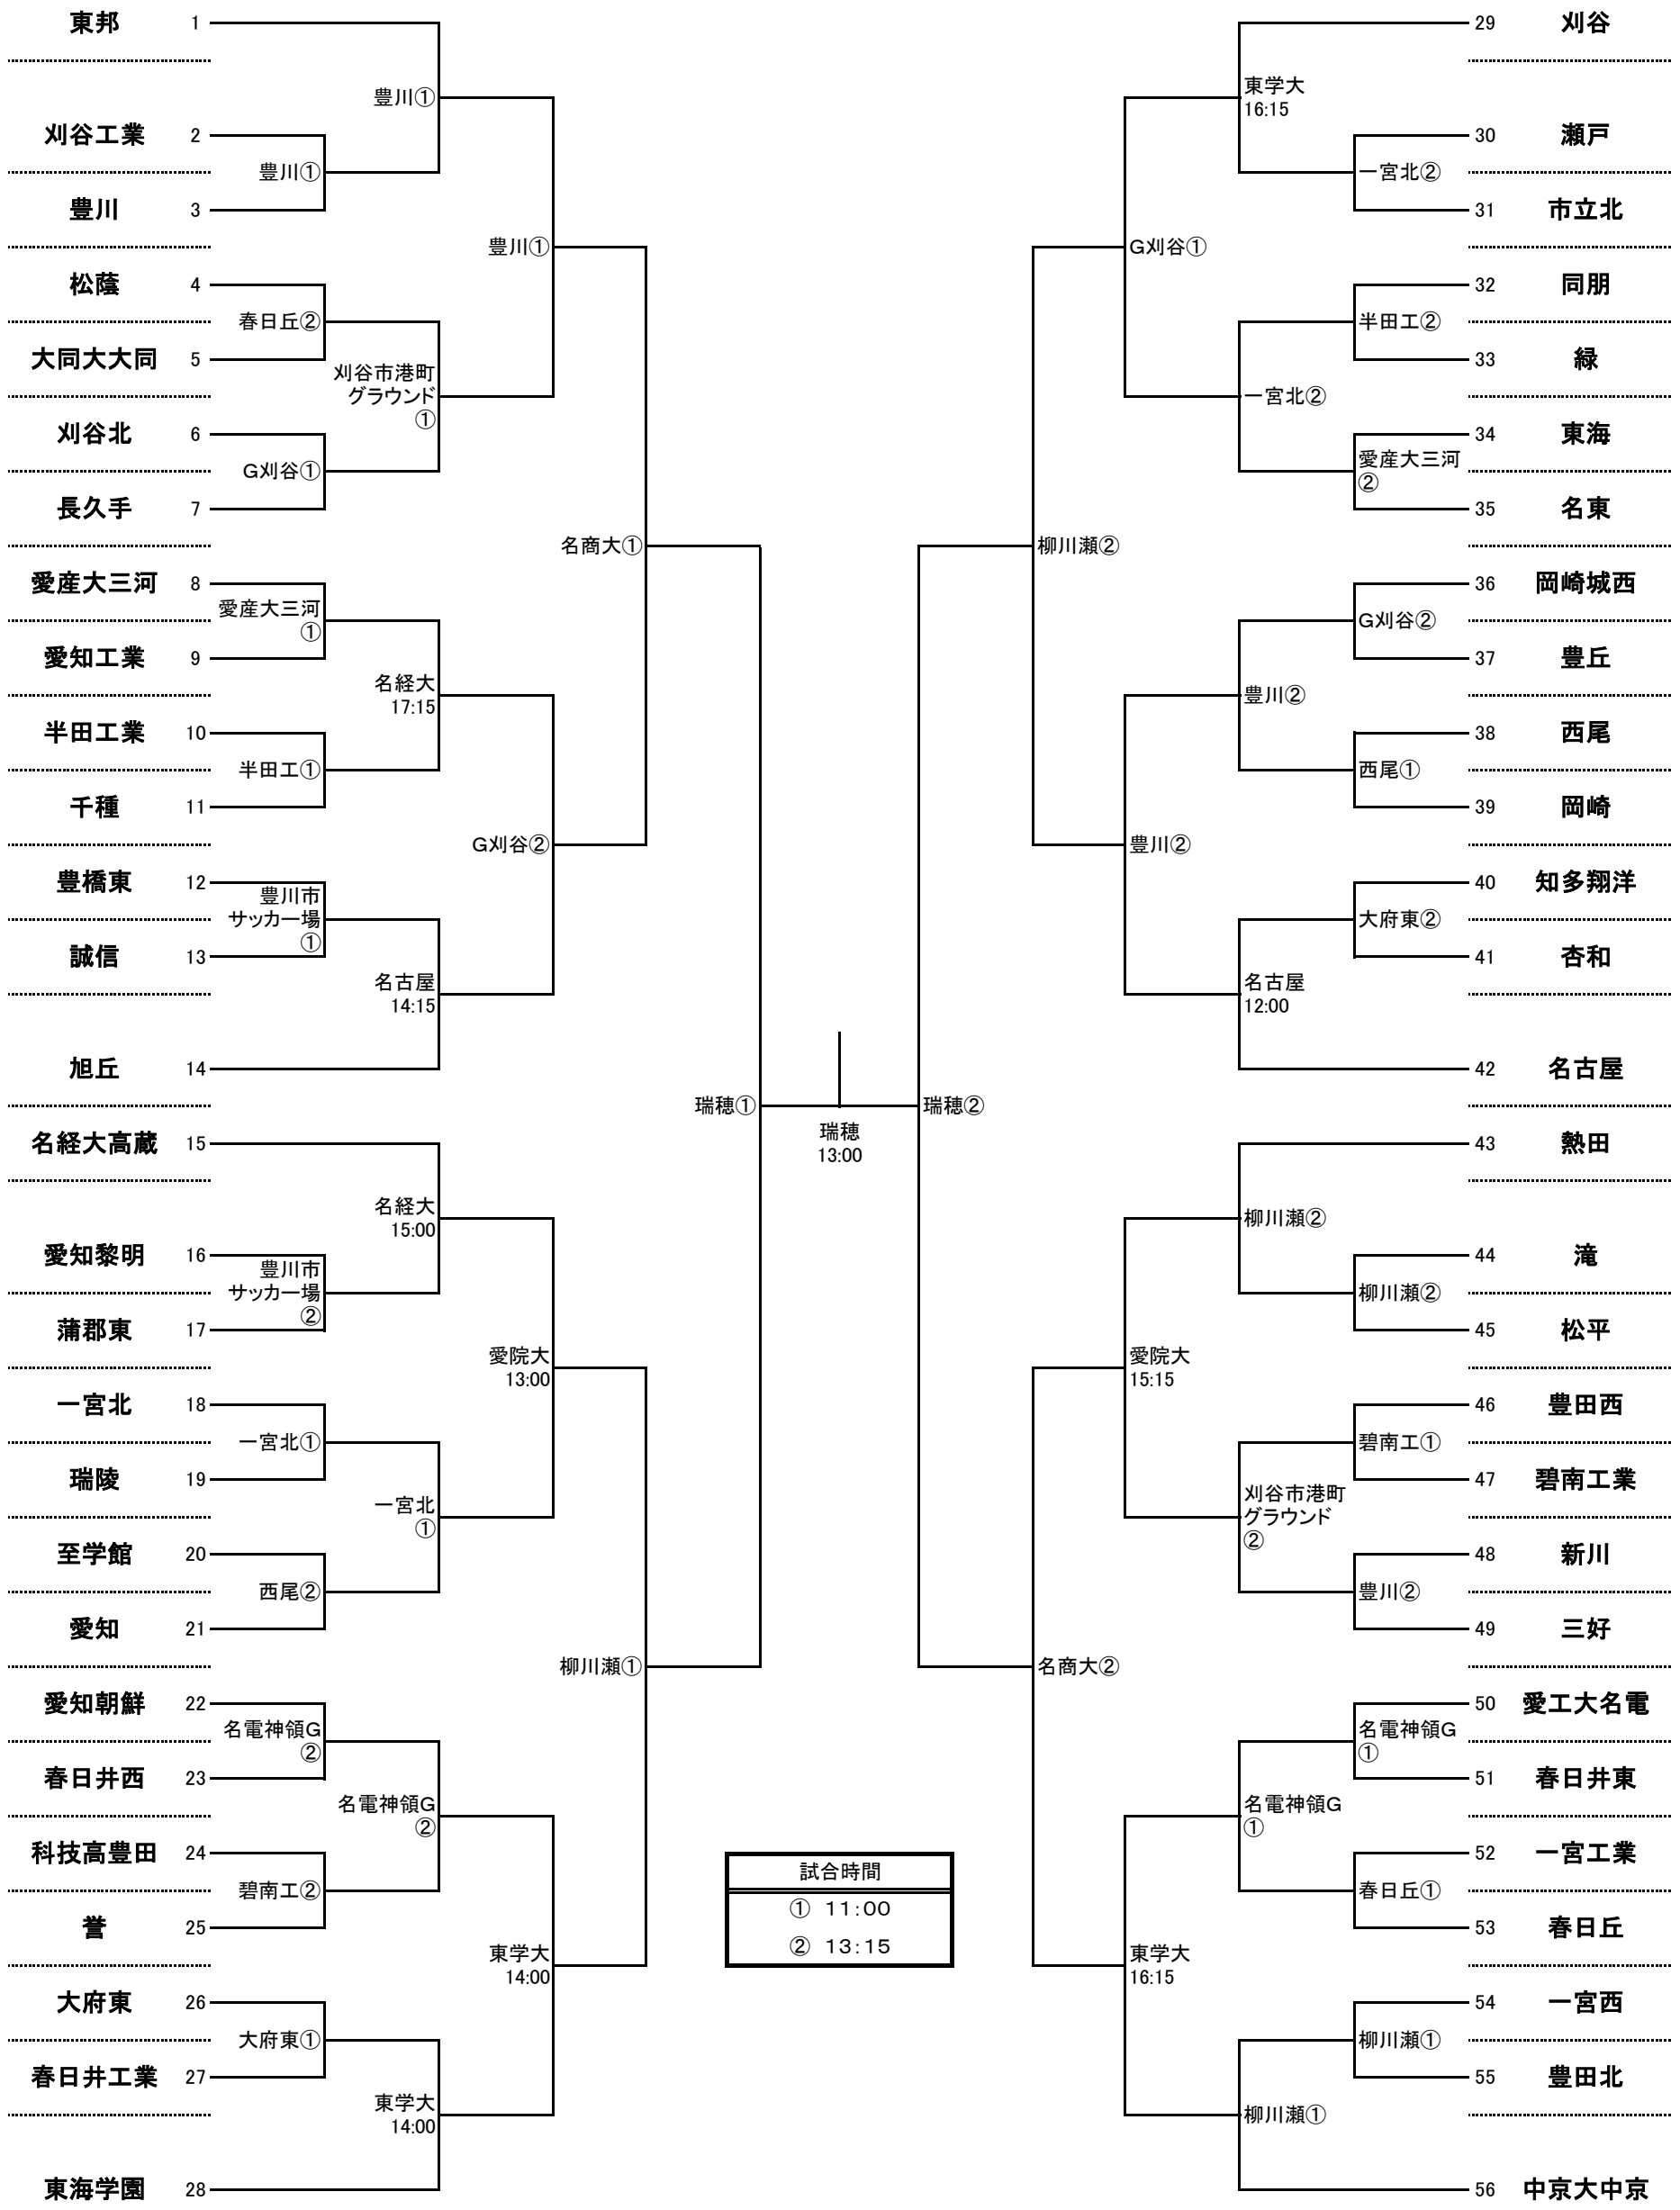 東邦 1
豊川①
刈谷工業 2
豊川①
豊川 3
豊川①
松蔭 4
春日丘②
大同大大同 5
刈谷市港町
グラウンド
①
刈谷北 6
G刈谷①
長久手 7
名商大①
愛産大三河 8
愛産大三河
①
愛知工業 9
名経大
17:15
半田工業 10
半田工①
千種 11
G刈谷②
豊橋東 12
豊川市
サッカー場
①
誠信 13
名古屋
14:15
旭丘 14
瑞穂①
名経大高蔵 15
名経大
15:00
愛知黎明 16
豊川市
サッカー場
②
蒲郡東 17
愛院大
13:00
一宮北 18
一宮北①
瑞陵 19
一宮北
①
至学館 20
西尾②
愛知 21
柳川瀬①
愛知朝鮮 22
名電神領G
②
春日井西 23
名電神領G
②
科技高豊田 24
碧南工②
誉 25
東学大
14:00
大府東 26
大府東①
春日井工業 27
東学大
14:00
東海学園 28
瑞穂
13:00
試合時間
① 11:00
② 13:15
29 刈谷
東学大
16:15
30 瀬戸
一宮北②
31 市立北
G刈谷①
32 同朋
半田工②
33 緑
一宮北②
34 東海
愛産大三河
②
35 名東
柳川瀬②
36 岡崎城西
G刈谷②
37 豊丘
豊川②
38 西尾
西尾①
39 岡崎
豊川②
40 知多翔洋
大府東②
41 杏和
名古屋
12:00
42 名古屋
瑞穂②
43 熱田
柳川瀬②
44 滝
柳川瀬②
45 松平
愛院大
15:15
46 豊田西
碧南工①
47 碧南工業
刈谷市港町
グラウンド
②
48 新川
豊川②
49 三好
名商大②
50 愛工大名電
名電神領G
①
51 春日井東
名電神領G
①
52 一宮工業
春日丘①
53 春日丘
東学大
16:15
54 一宮西
柳川瀬①
55 豊田北
柳川瀬①
56 中京大中京